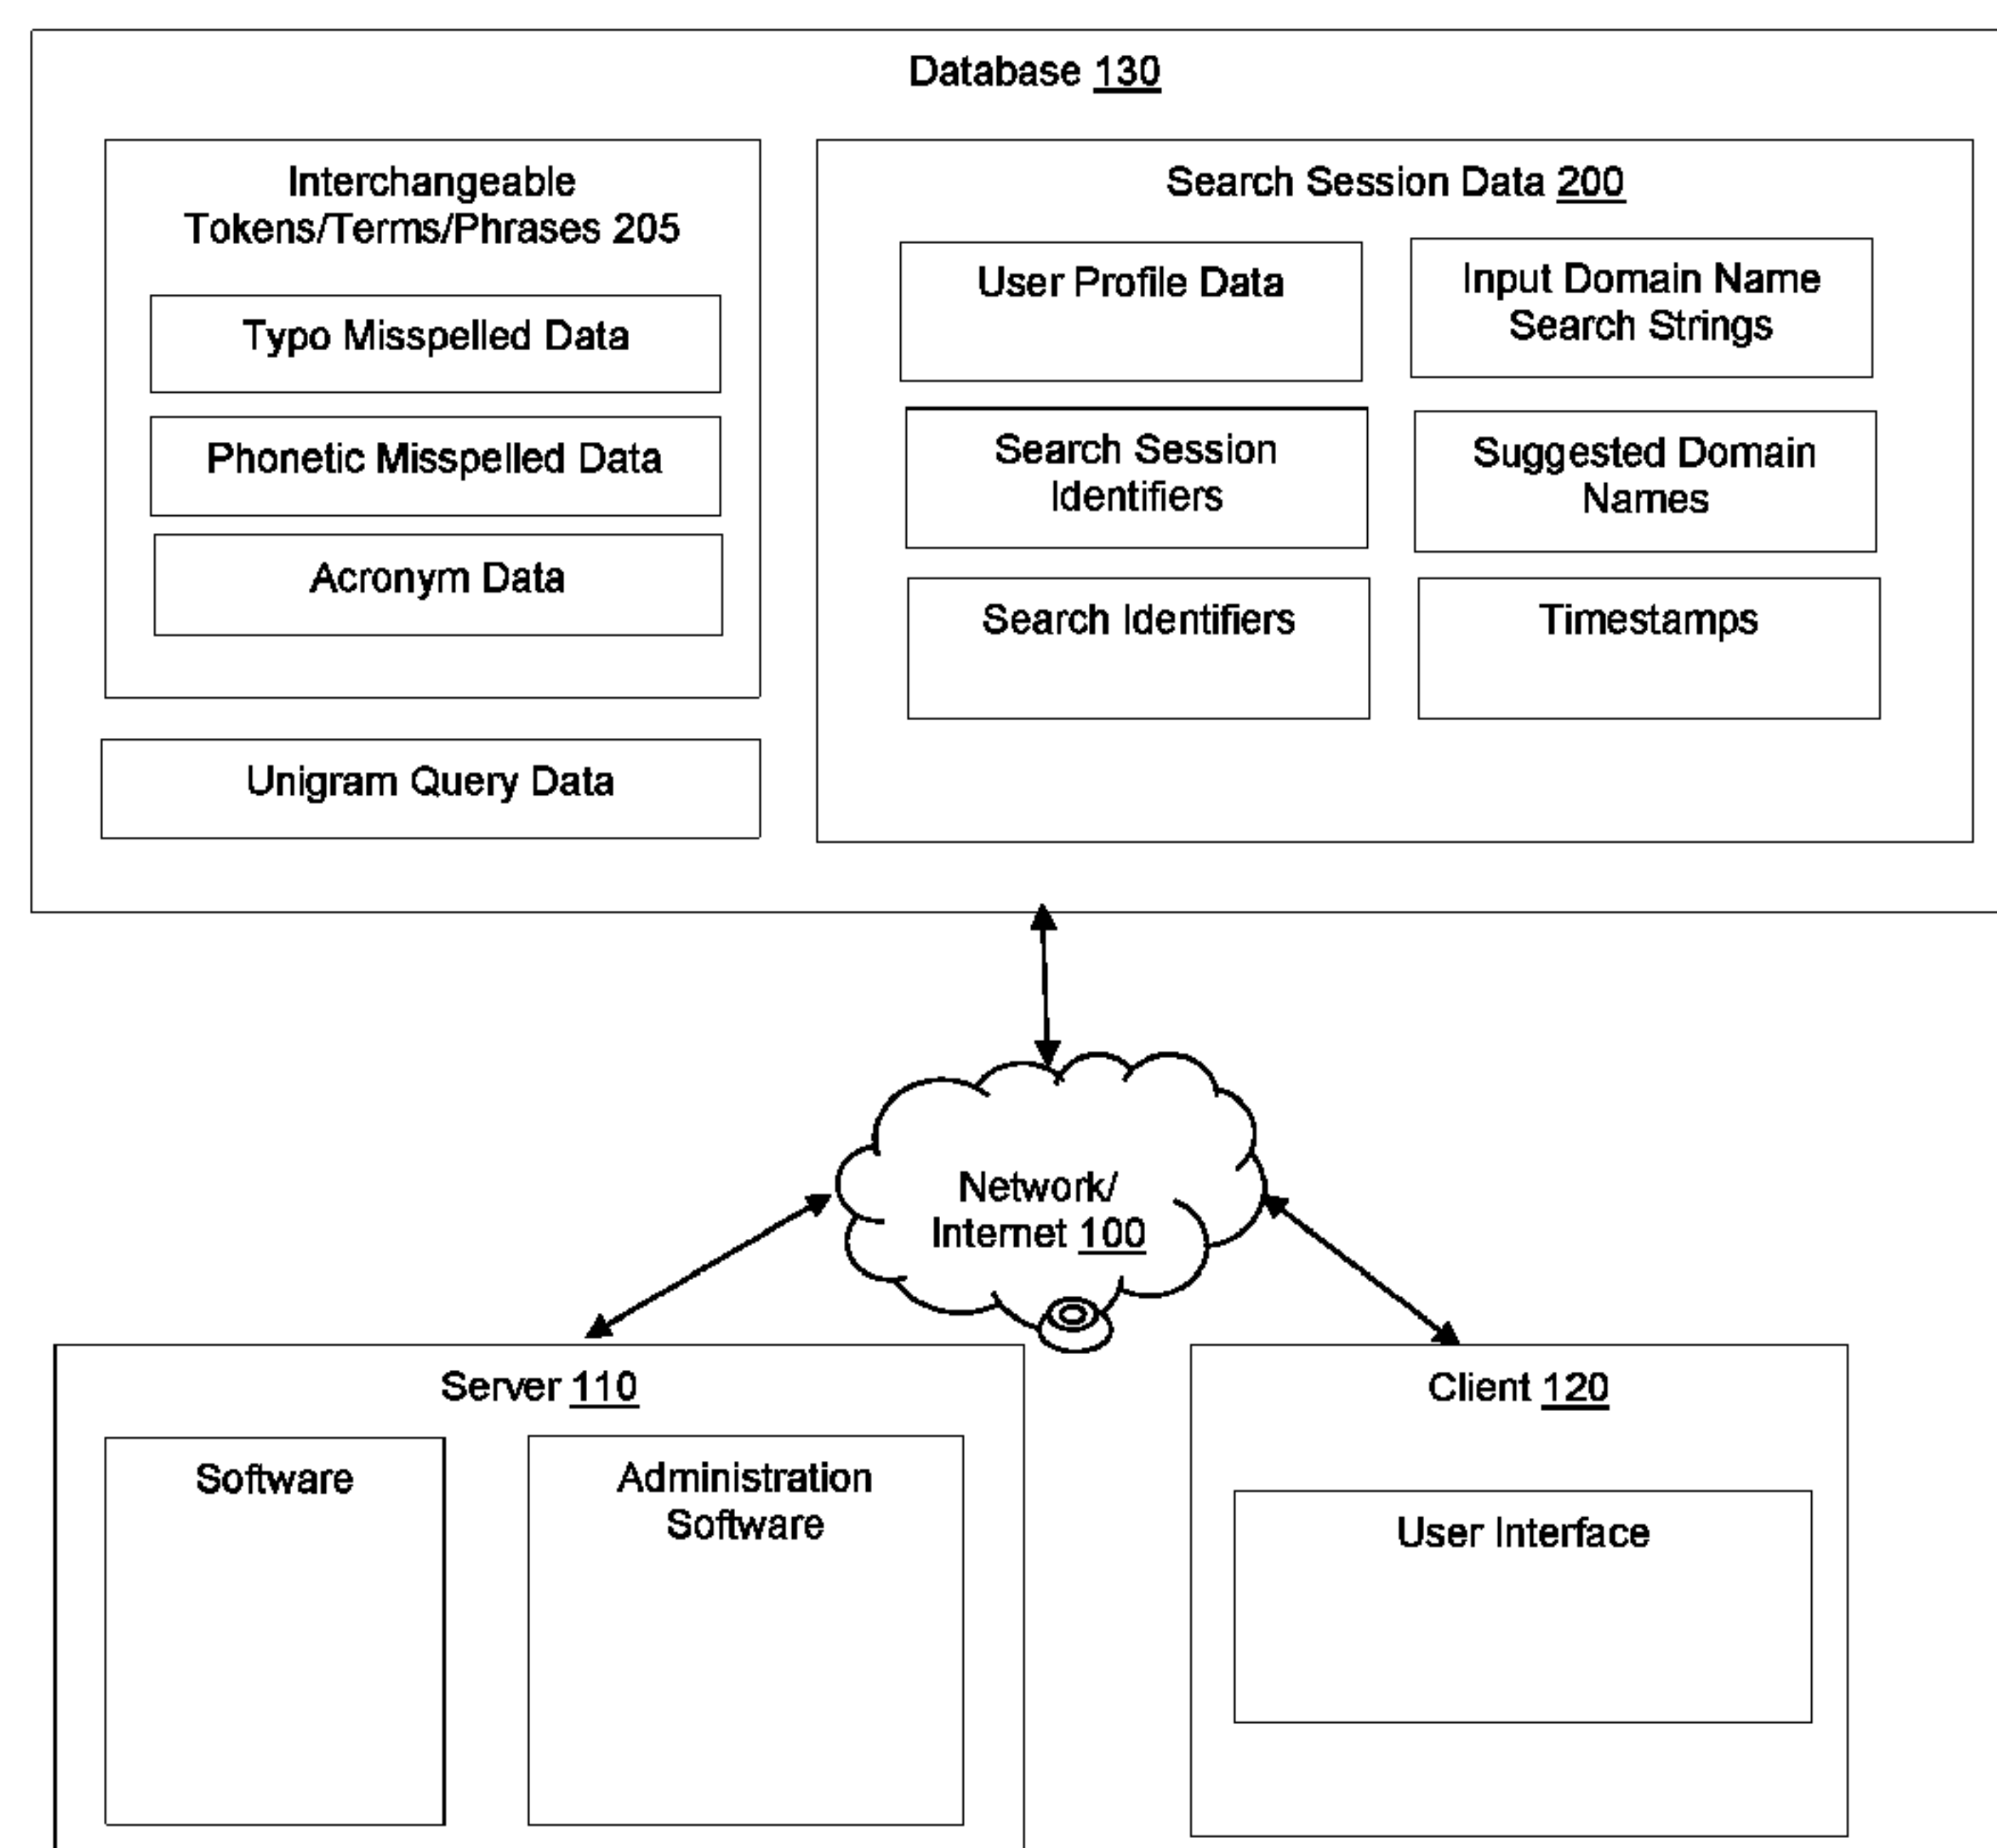 Database 130
Interchangeable
Tokens/Terms/Phrases 205
Typo Misspelled Data
Phonetic Misspelled Data
Acronym Data
Unigram Query Data
Search Session Data 200
User Profile Data
Input Domain Name
Search Strings
Search Session
Identifiers
Suggested Domain
Names
Search Identifiers
Timestamps
Network/
Internet 100
Server 110
Software
Administration
Software
Client 120
User Interface